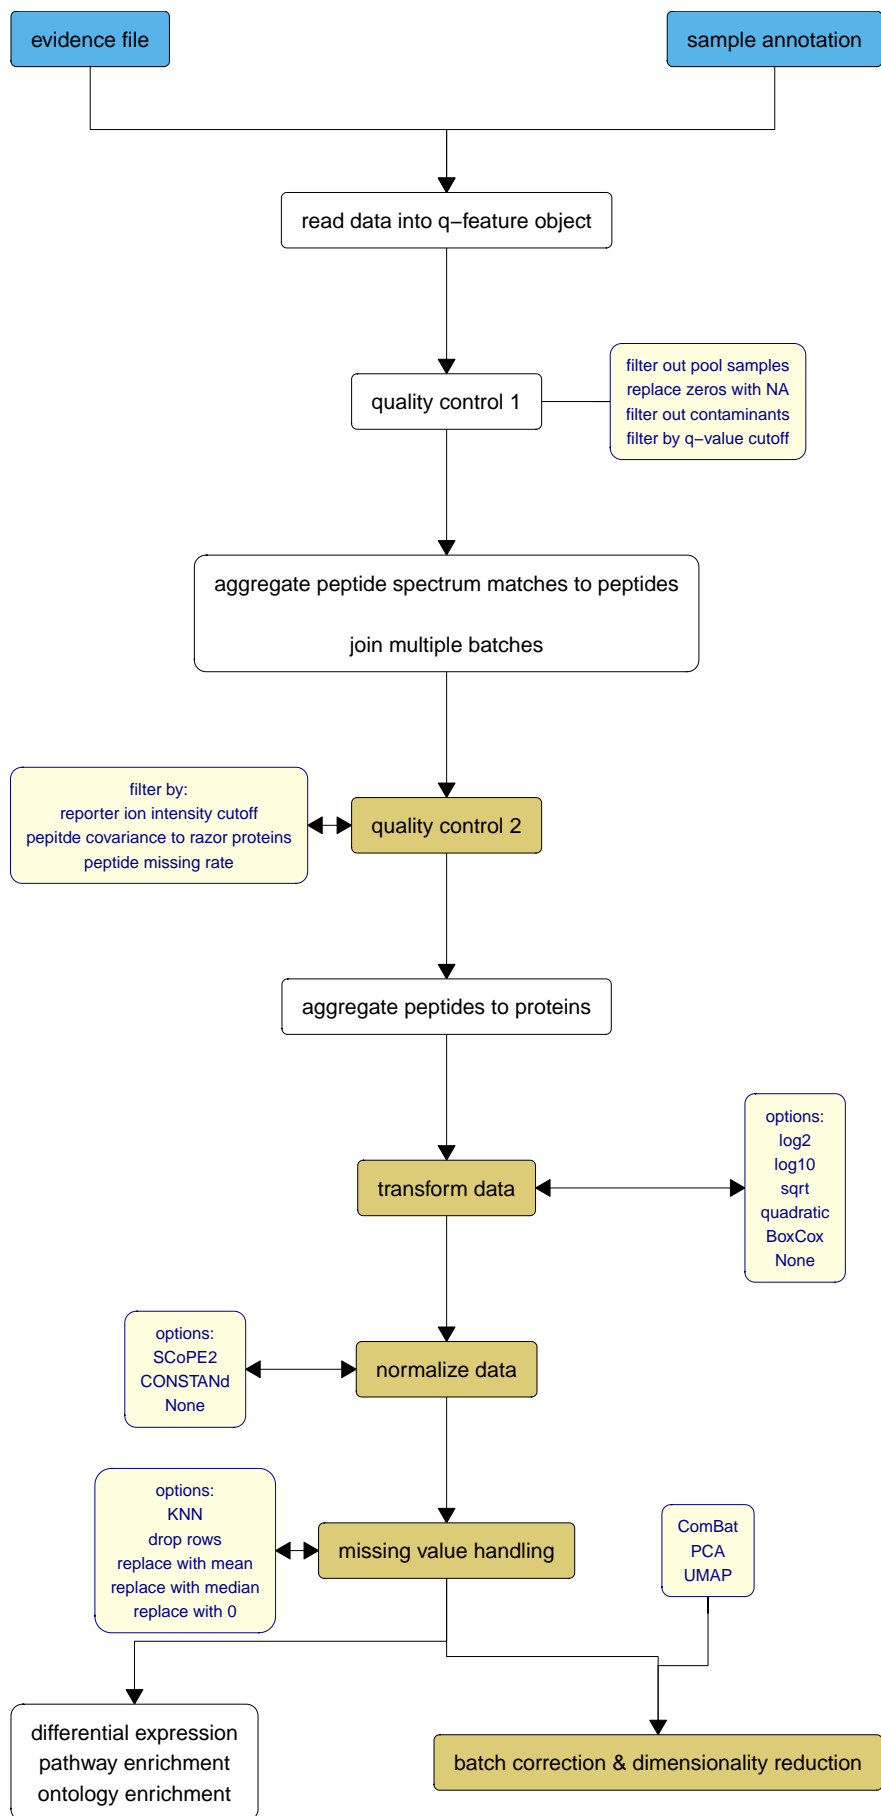 evidence file
sample annotation
read data into q−feature object
quality control 1
filter out pool samples
replace zeros with NA
filter out contaminants
filter by q−value cutoff
aggregate peptide spectrum matches to peptides
join multiple batches
filter by:
reporter ion intensity cutoff
pepitde covariance to razor proteins
peptide missing rate
quality control 2
aggregate peptides to proteins
options:
log2
log10
sqrt
quadratic
BoxCox
None
transform data
options:
SCoPE2
CONSTANd
None
normalize data
options:
KNN
drop rows
replace with mean
replace with median
replace with 0
missing value handling
ComBat
PCA
UMAP
differential expression
pathway enrichment
ontology enrichment
batch correction & dimensionality reduction